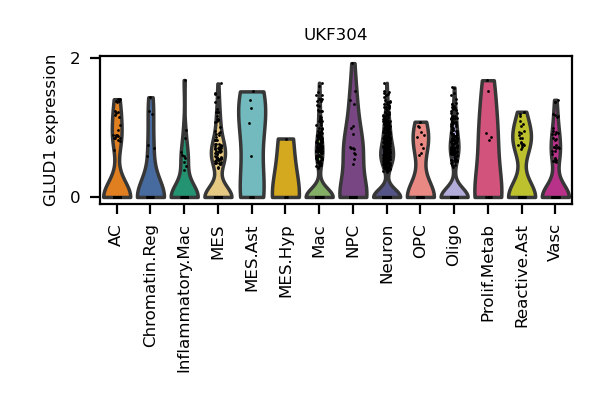 UKF304
GLUD1 expression
2
0
AC
Chromatin.Reg
Inflammatory.Mac
MES
MES.Ast
MES.Hyp
Mac
NPC
Neuron
OPC
Oligo
Prolif.Metab
Reactive.Ast
Vasc